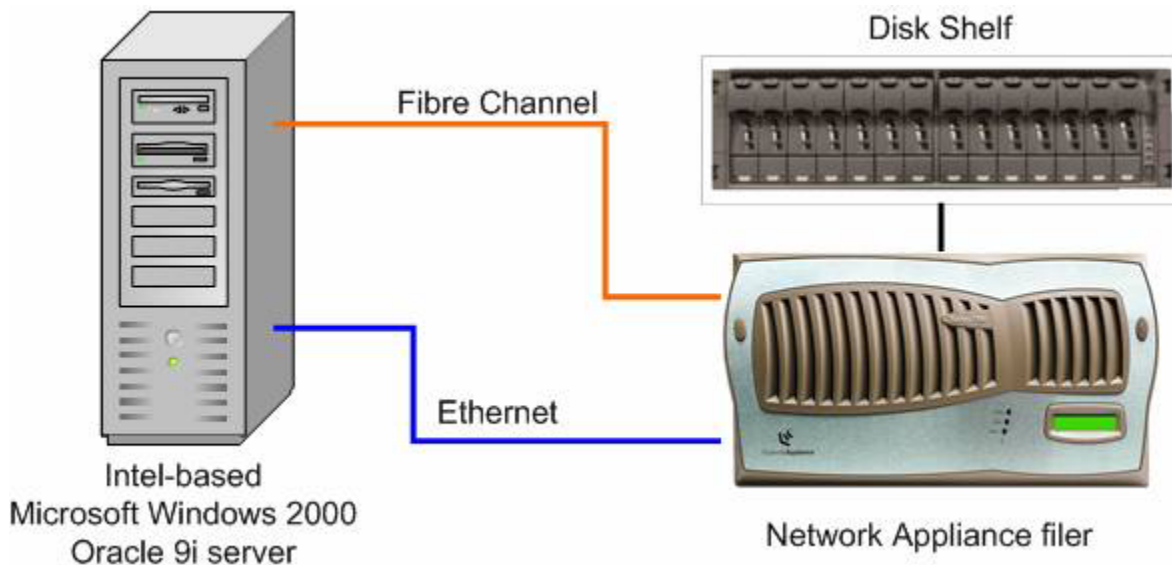 Disk Shelf
Fibre Channel
Ethernet
Intel-based
Microsoft Windows 2000
Oracle 9i server
Network Appliance filer